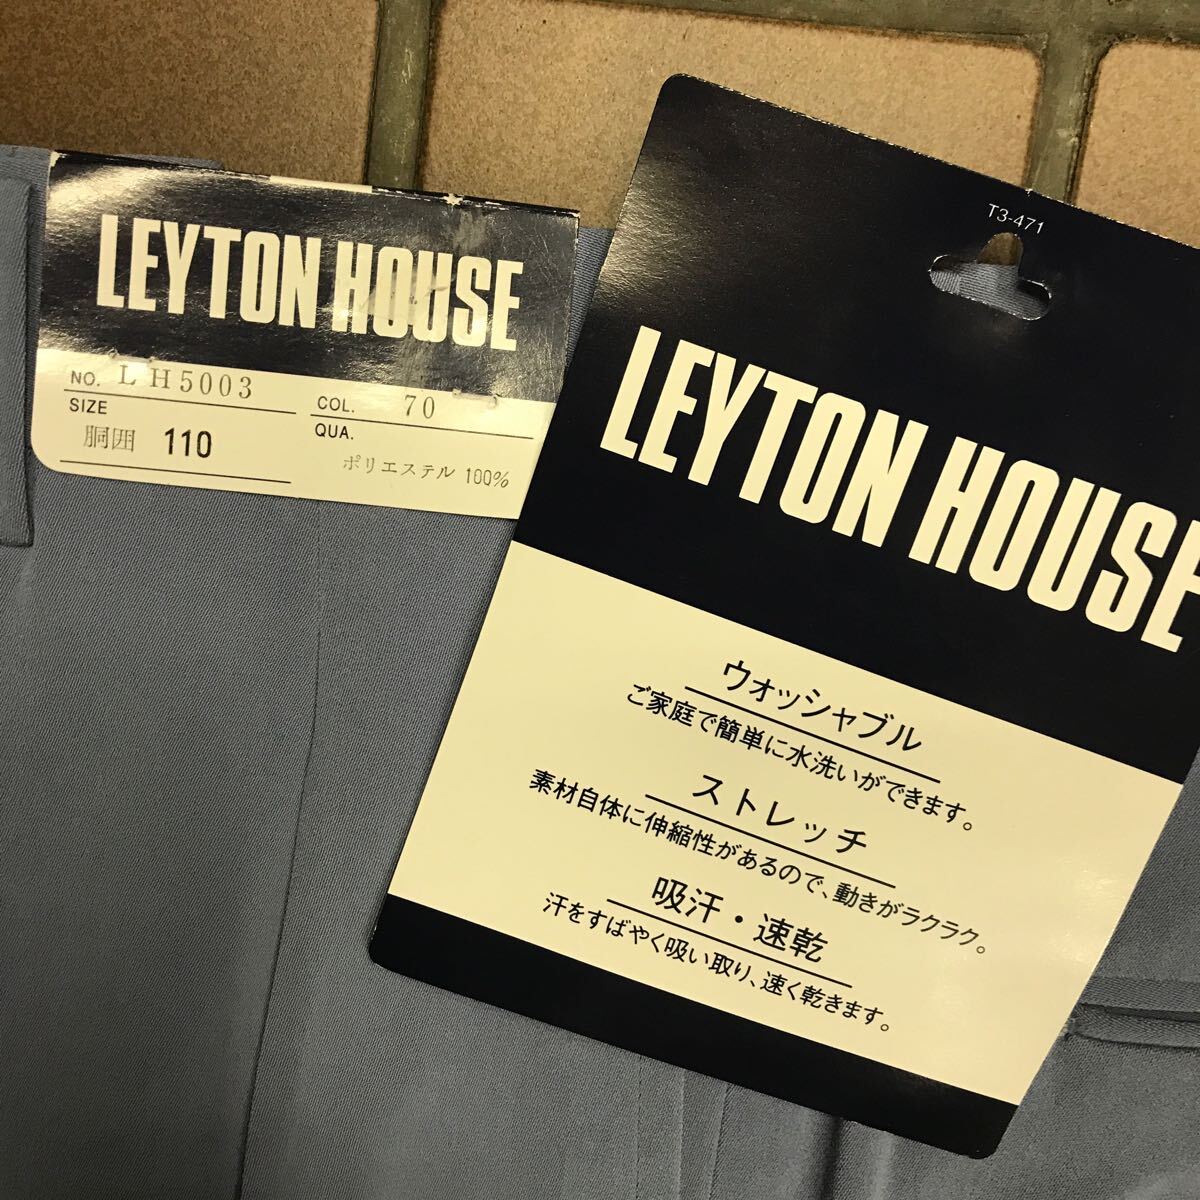 LEYTON HOUSE
NO. LH5003
COL. 70
SIZE 胴囲 110
QUA. ポリエステル 100%
T3-471
LEYTON HOUSE
ウォッシャブル
ご家庭で簡単に水洗いができます。
ストレッチ
素材自体に伸縮性があるので、動きがラクラク。
吸汗・速乾
汗をすばやく吸い取り、速く乾きます。